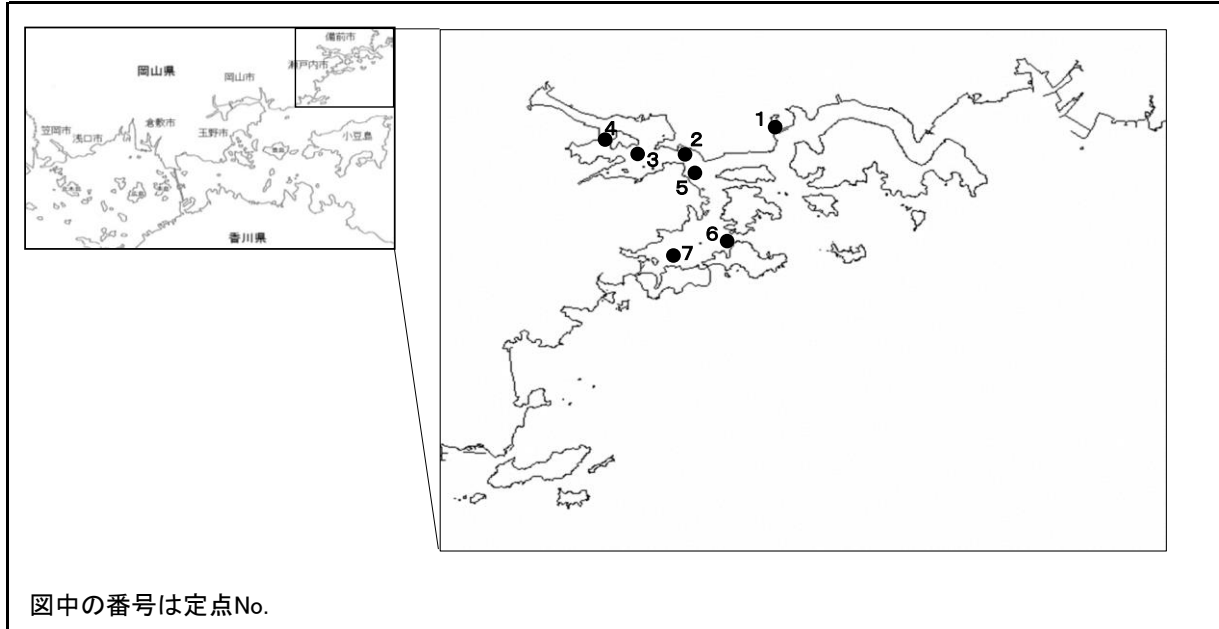 備前市
瀬戸内市
岡山県
岡山市
倉敷市
笠岡市
浅口市
玉野市
小豆島
香川県
1
2
4
3
5
6
7
図中の番号は定点No.